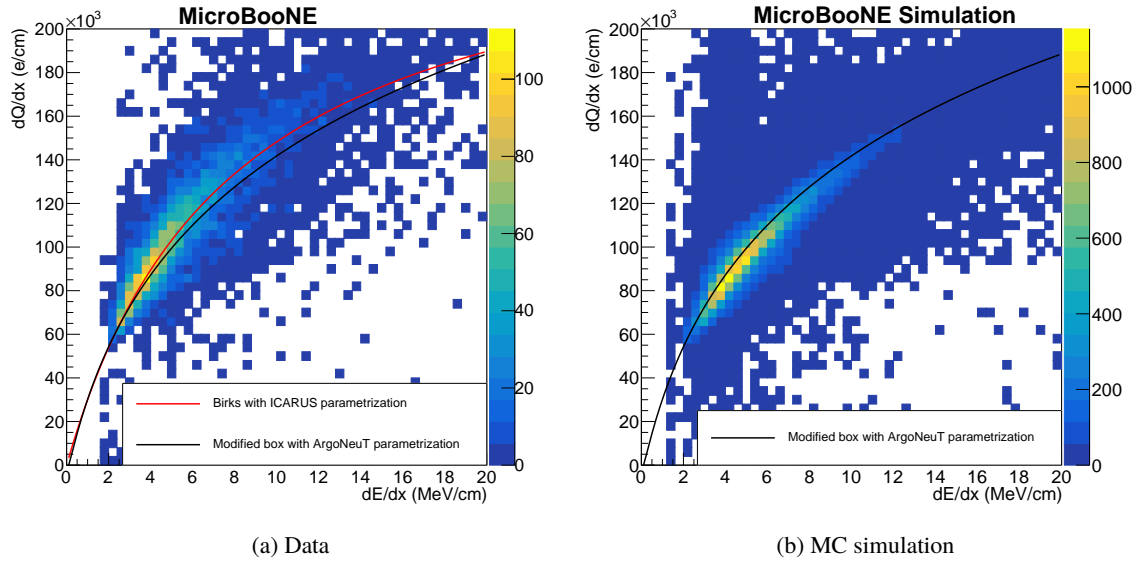 MicroBooNE
×10³
200
180
160
140
120
100
80
60
40
20
0
dQ/dx (e/cm)
100
80
60
40
20
0
Birks with ICARUS parametrization
Modified box with ArgoNeuT parametrization
0 2 4 6 8 10 12 14 16 18 20
dE/dx (MeV/cm)
(a) Data
MicroBooNE Simulation
×10³
200
180
160
140
120
100
80
60
40
20
0
dQ/dx (e/cm)
1000
800
600
400
200
0
Modified box with ArgoNeuT parametrization
0 2 4 6 8 10 12 14 16 18 20
dE/dx (MeV/cm)
(b) MC simulation